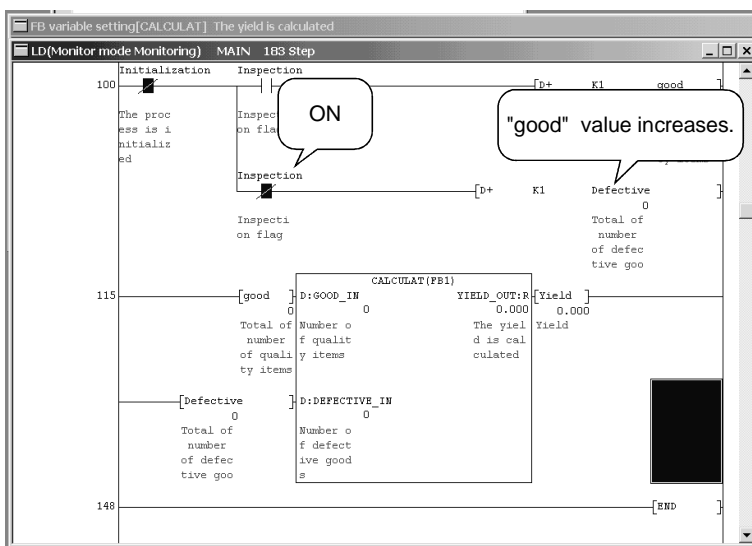 FB variable setting[CALCULAT] The yield is calculated
LD(Monitor mode Monitoring) MAIN 183 Step
Initialization Inspection
100 [D+ K1 good ]
The proc
ess is i
nitializ
ed
Inspec
on fla
ON
"good" value increases.
Inspection
[D+ K1 Defective ]
0
Inspecti
on flag
Total of
number
of defec
tive goo
CALCULAT(FB1)
115 [good ] D:GOOD_IN YIELD_OUT:R [Yield ]
0 0 0.000 0.000
Total of Number o The yiel Yield
number f qualit d is cal
of quali y items culated
ty items
[Defective ] D:DEFECTIVE_IN
0 0
Total of Number o
number f defect
of defec ive good
tive goo s
148 [END ]